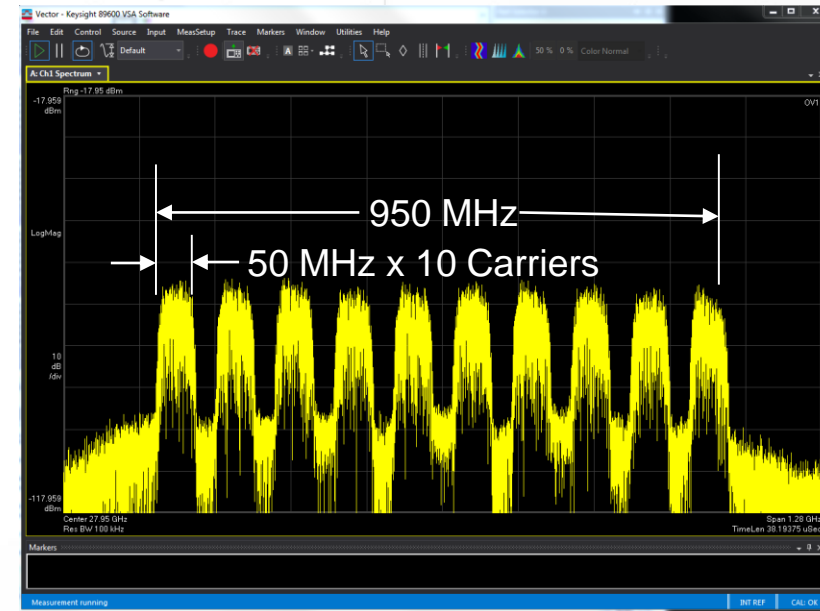 Vector - Keysight 89600 VSA Software
File Edit Control Source Input MeasSetup Trace Markers Window Utilities Help
Default
A
50 % 0 % Color Normal
A: Ch1 Spectrum
Rng -17.95 dBm
-17.959
dBm
OV1
950 MHz
LogMag
50 MHz x 10 Carriers
10
dB
/div
-117.959
dBm
Center 27.95 GHz
Span 1.28 GHz
Res BW 100 kHz
TimeLen 38.19375 uSec
Markers
Measurement running
INT REF
CAL: OK